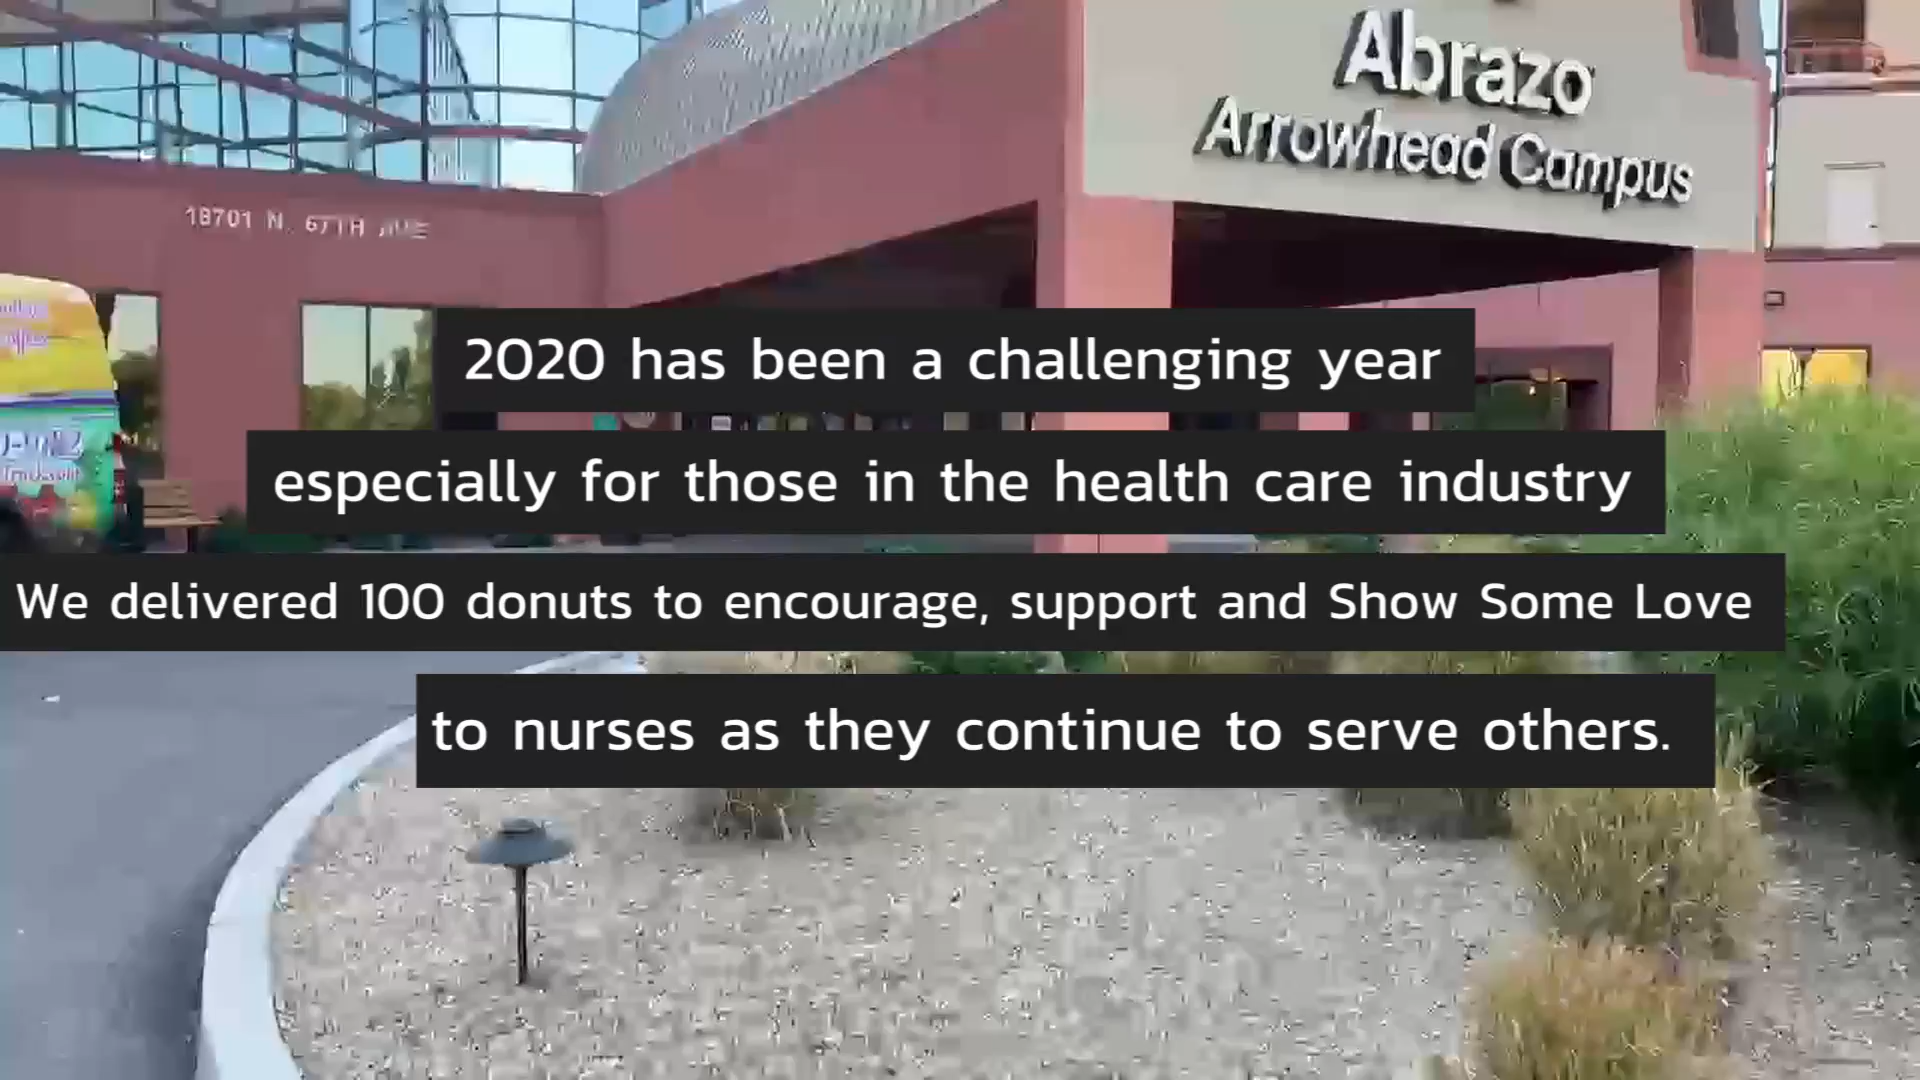 Abrazo
Arrowhead Campus
18701 N. 67TH AVE
2020 has been a challenging year
especially for those in the health care industry
We delivered 100 donuts to encourage, support and Show Some Love
to nurses as they continue to serve others.